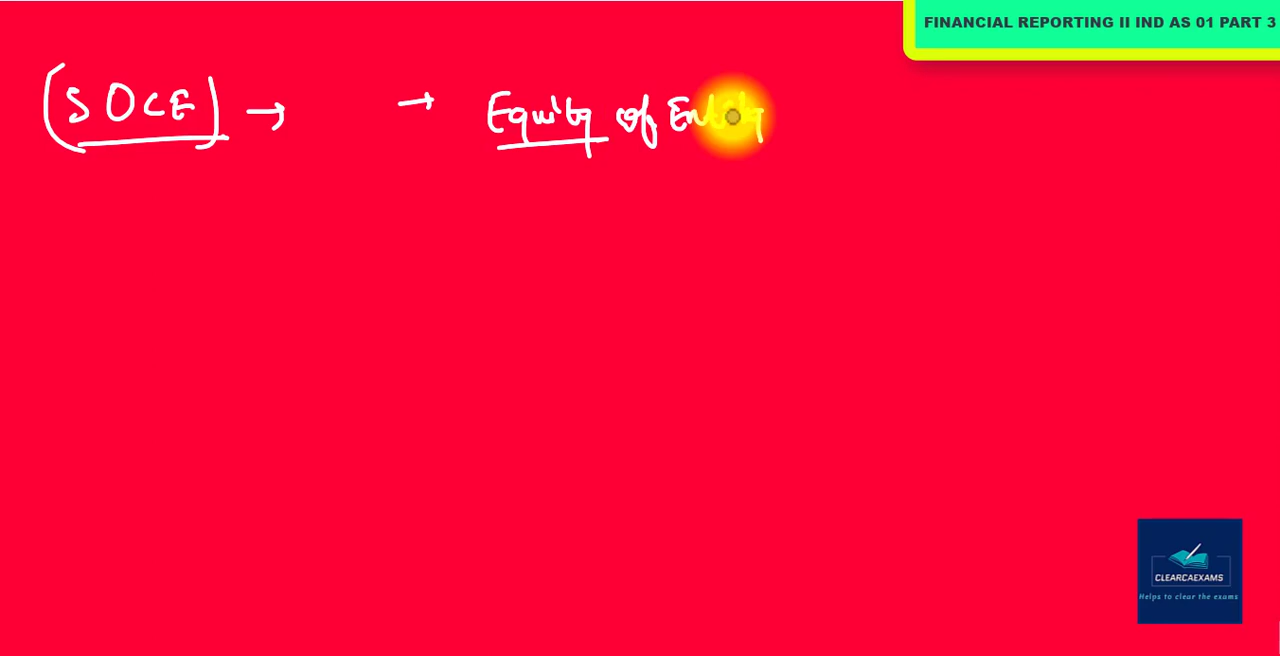 FINANCIAL REPORTING II IND AS 01 PART 3
(SOCE) → → Equity of Entity
CLEARCAEXAMS
Helps to clear the exams